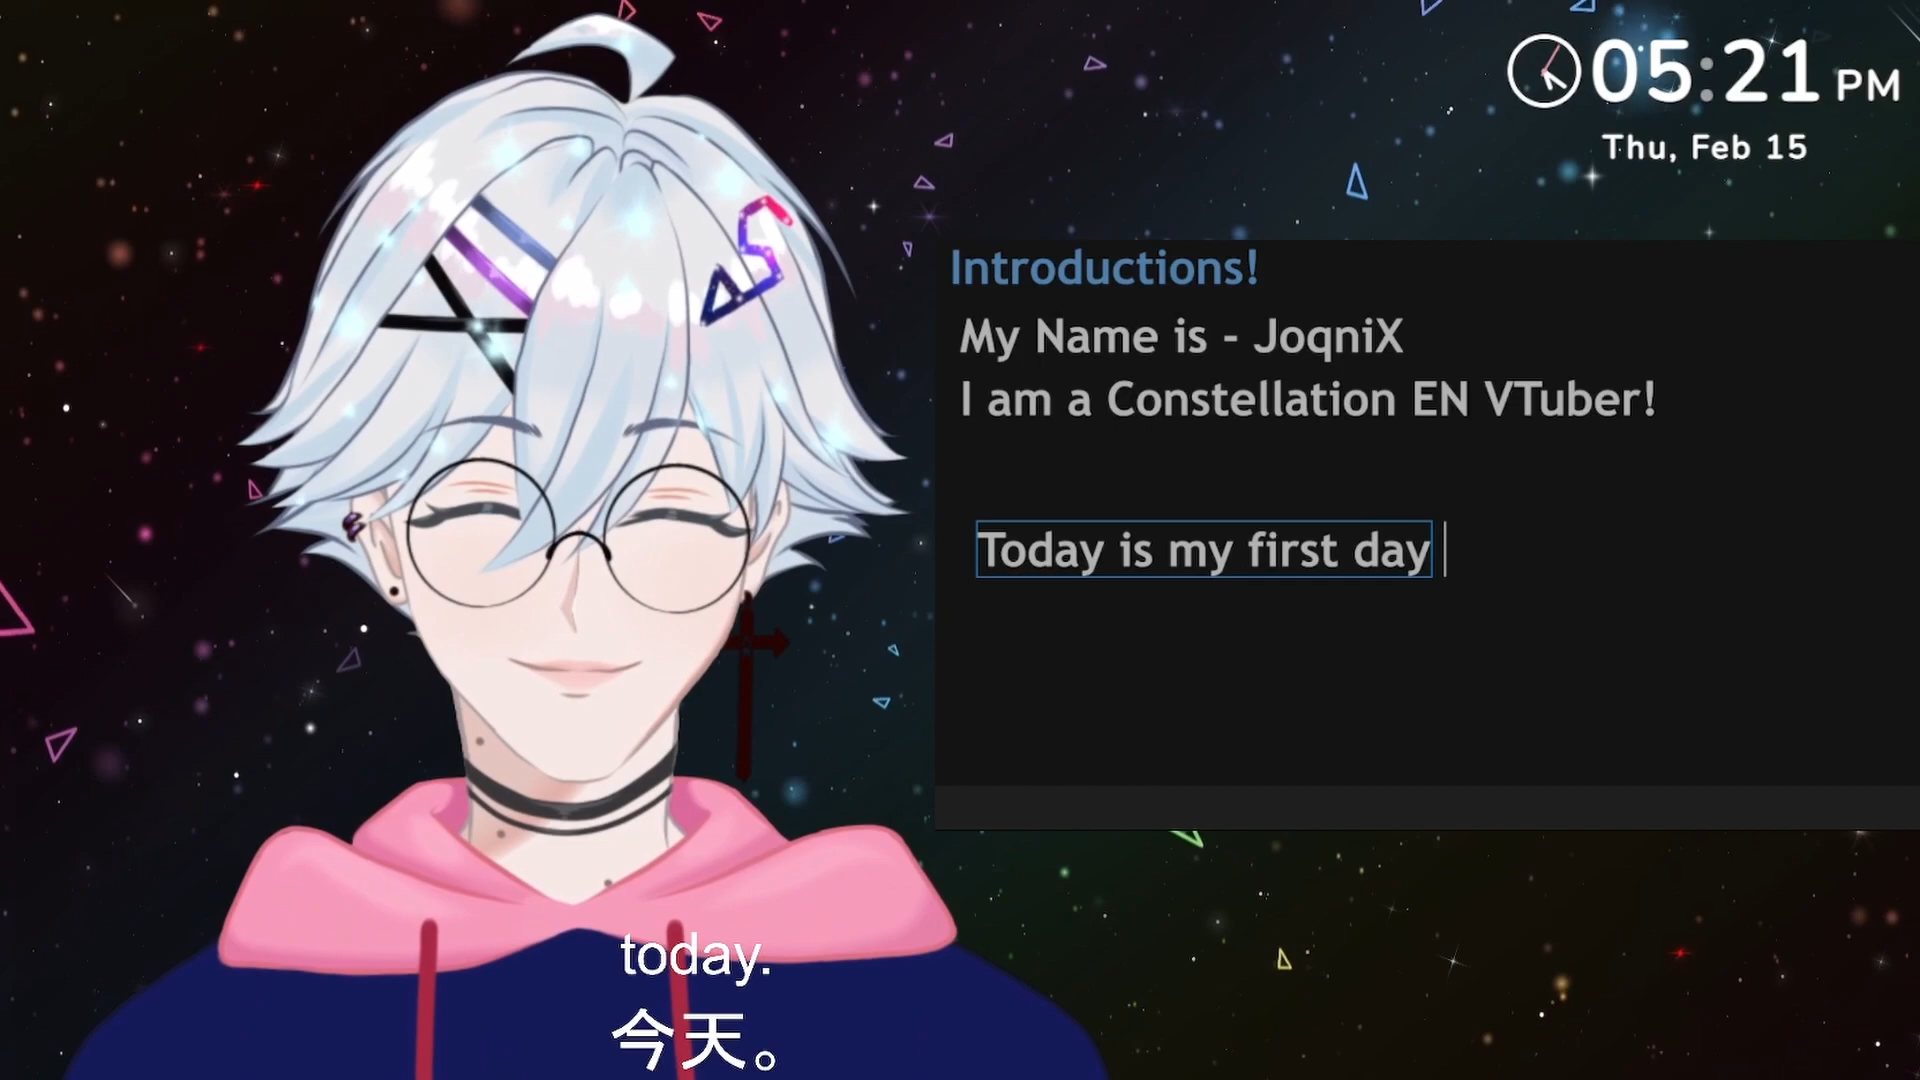 05:21 PM
Thu, Feb 15
Introductions!
My Name is - JoqniX
I am a Constellation EN VTuber!
Today is my first day
today.
今天。